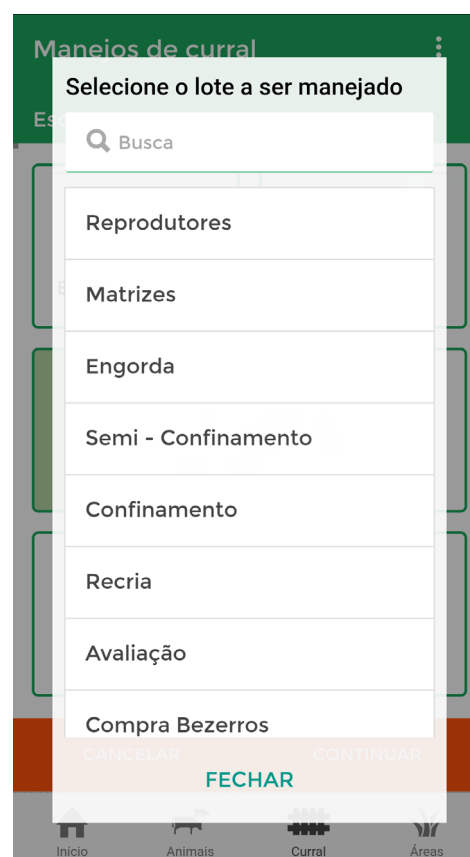 Manejos de curral
Selecione o lote a ser manejado
Es
Busca
Reprodutores
Matrizes
Engorda
Semi - Confinamento
Confinamento
Recria
Avaliação
Compra Bezerros
CANCELAR CONTINUAR
FECHAR
Início Animais Curral Áreas